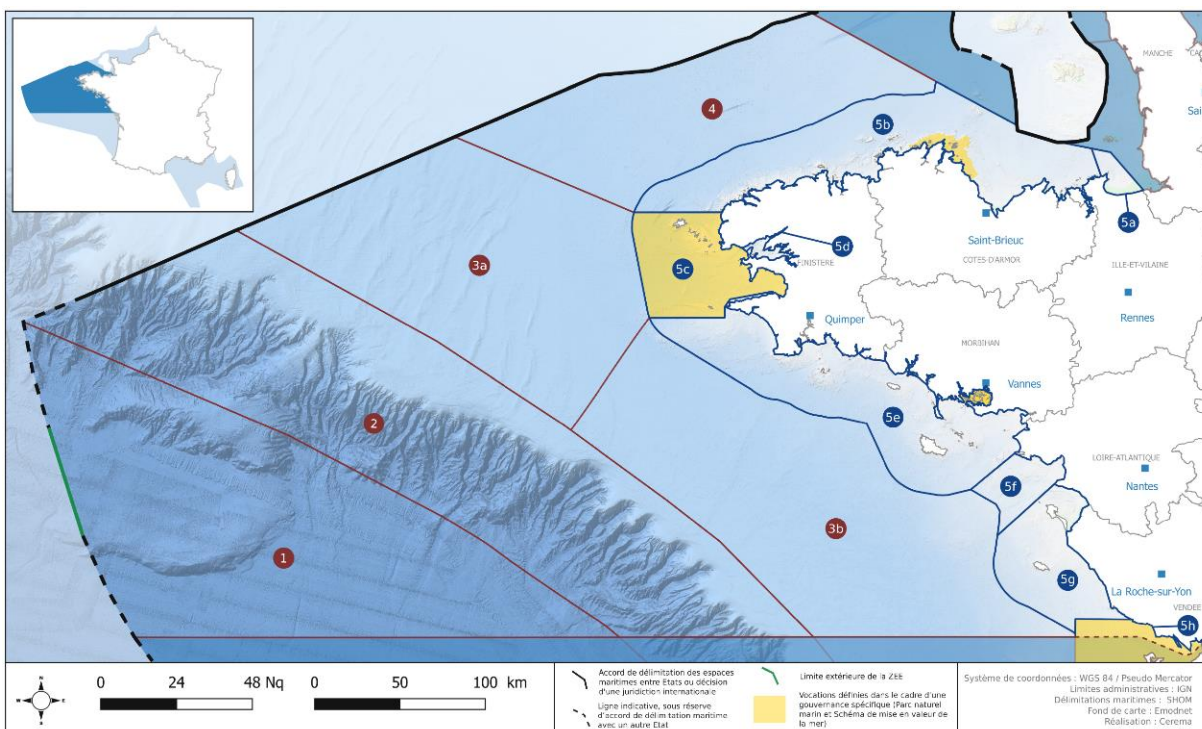 MANCHE
CA
Sai
4
5b
5a
Saint-Brieuc
CÔTES D'ARMOR
ILLE-ET-VILAINE
3a
5c
5d
FINISTERE
Rennes
Quimper
MORBIHAN
Vannes
2
5e
LOIRE-ATLANTIQUE
Nantes
5f
3b
1
5g
La Roche-sur-Yon
VENDEE
5h
N
W
E
S
0 24 48 Nq
0 50 100 km
Accord de délimitation des espaces
maritimes entre Etats ou décision
d'une juridiction internationale
Ligne indicative, sous réserve
d'accord de délimitation maritime
avec un autre Etat
Limite extérieure de la ZEE
Vocations définies dans le cadre d'une
gouvernance spécifique (Parc naturel
marin et Schéma de mise en valeur de
la mer)
Système de coordonnées : WGS 84 / Pseudo Mercator
Limites administratives : IGN
Délimitations maritimes : SHOM
Fond de carte : Emodnet
Réalisation : Cerema